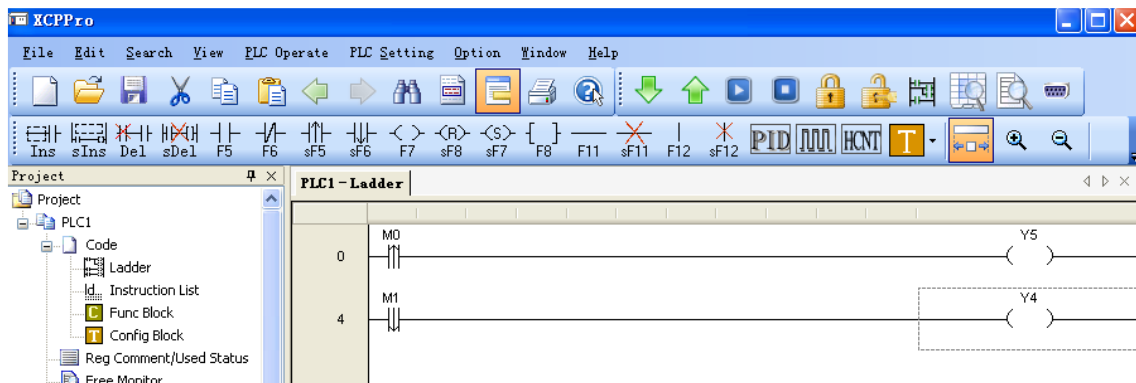 XCPPro
File Edit Search View PLC Operate PLC Setting Option Window Help
T
Ins sIns Del sDel F5 F6 sF5 sF6 F7 sF8 sF7 F8 F11 sF11 F12 sF12 PID HCNT T
Project
PLC1-Ladder
Project
PLC1
Code
Ladder
ld... Instruction List
C Func Block
T Config Block
Reg Comment/Used Status
Free Monitor
M0 Y5
0
M1 Y4
4